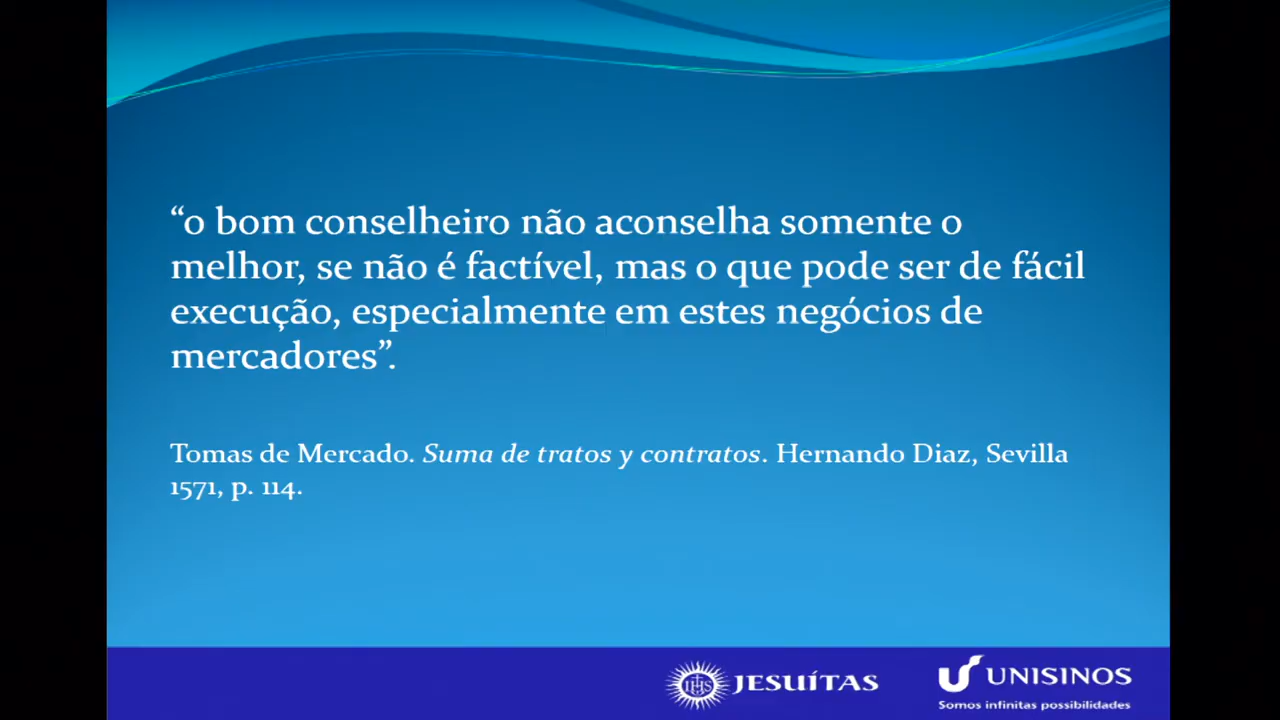 “o bom conselheiro não aconselha somente o
melhor, se não é factível, mas o que pode ser de fácil
execução, especialmente em estes negócios de
mercadores”.
Tomas de Mercado. Suma de tratos y contratos. Hernando Diaz, Sevilla
1571, p. 114.
IHS JESUÍTAS
UNISINOS
Somos infinitas possibilidades